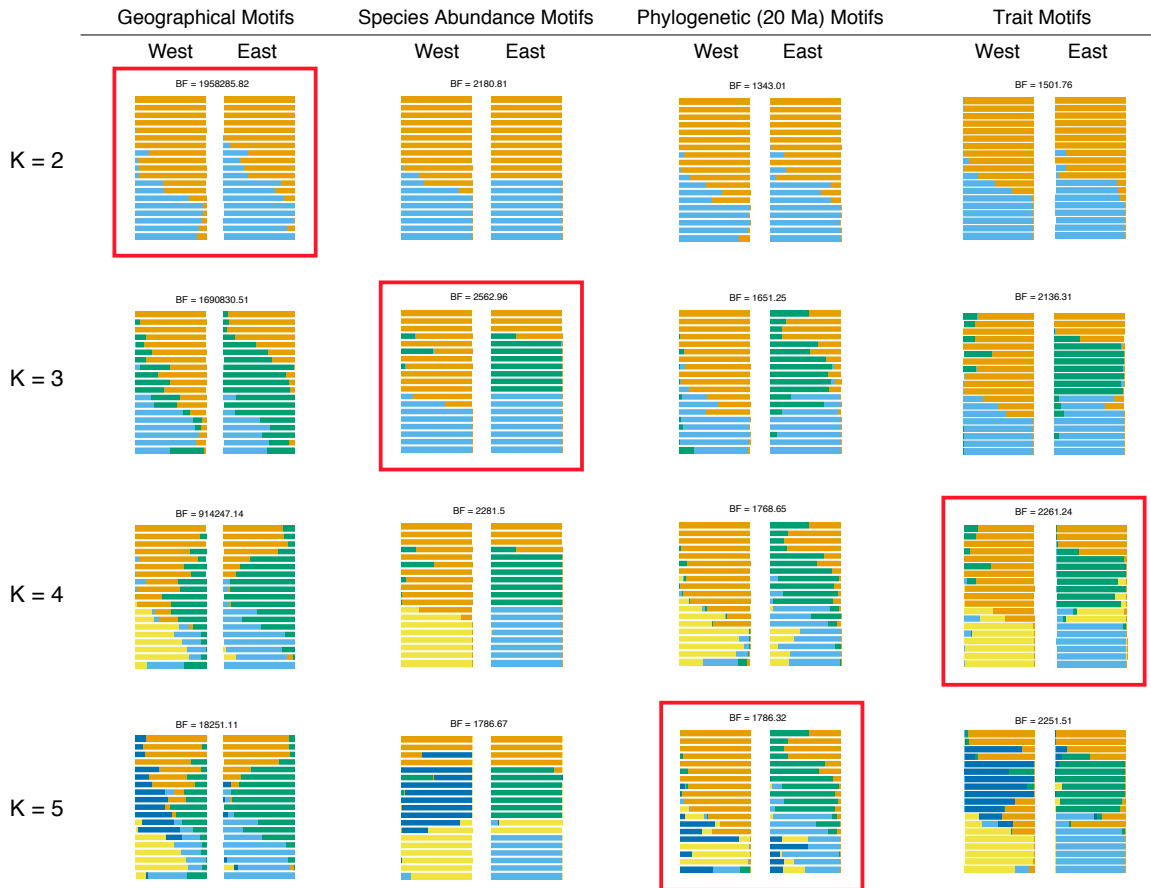 Geographical Motifs Species Abundance Motifs Phylogenetic (20 Ma) Motifs Trait Motifs
West East West East West East West East
K = 2 BF = 1958285.82 BF = 2180.81 BF = 1343.01 BF = 1501.76
K = 3 BF = 1690830.51 BF = 2562.96 BF = 1651.25 BF = 2136.31
K = 4 BF = 914247.14 BF = 2281.5 BF = 1768.65 BF = 2261.24
K = 5 BF = 18251.11 BF = 1786.67 BF = 1786.32 BF = 2251.51